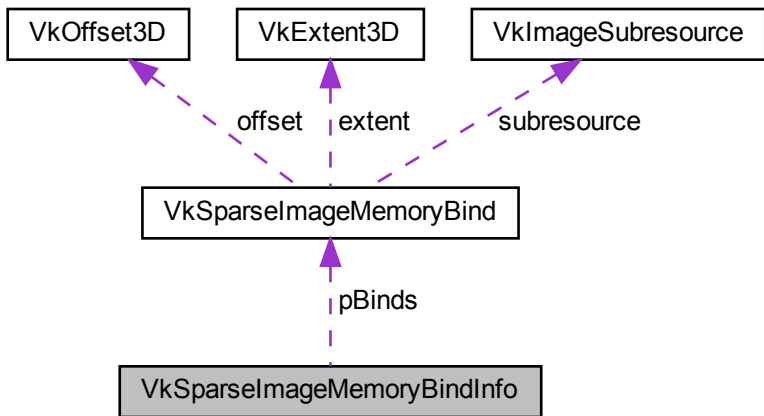 VkOffset3D
VkExtent3D
VkImageSubresource
offset
extent
subresource
VkSparseImageMemoryBind
pBinds
VkSparseImageMemoryBindInfo